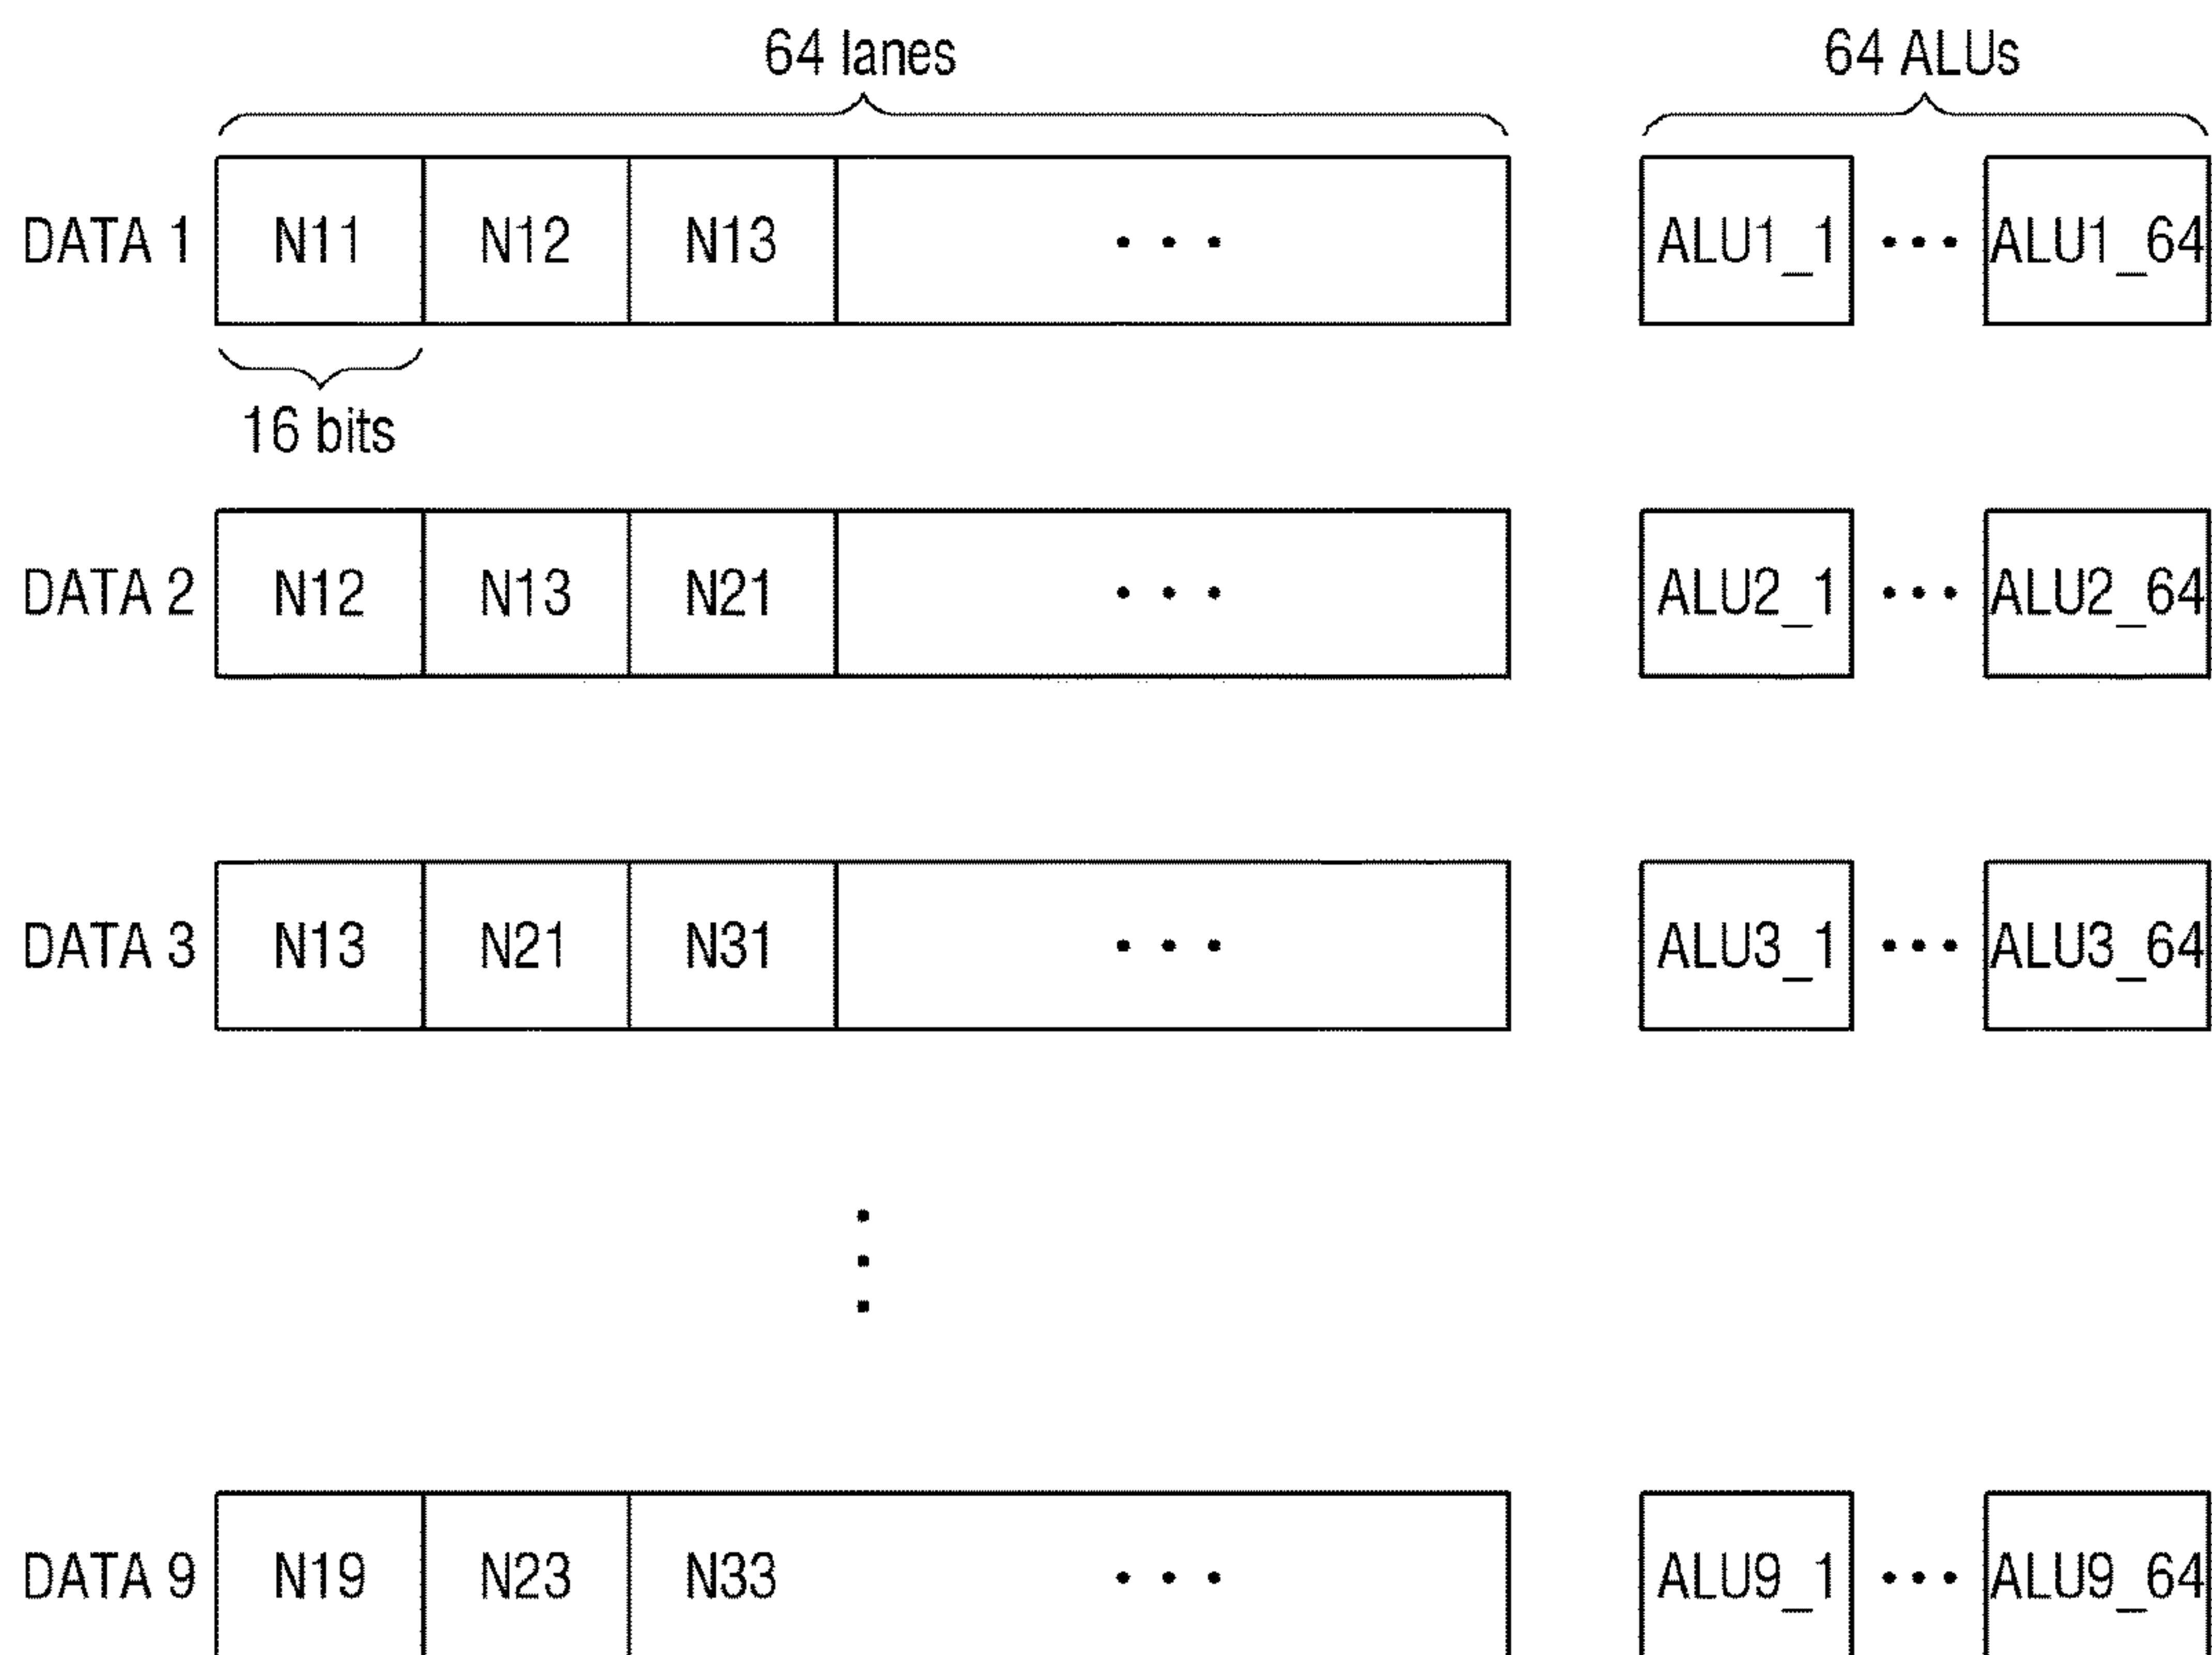 64 lanes 64 ALUs
DATA 1 N11 N12 N13 • • • ALU1_1 • • • ALU1_64
16 bits
DATA 2 N12 N13 N21 • • • ALU2_1 • • • ALU2_64
DATA 3 N13 N21 N31 • • • ALU3_1 • • • ALU3_64
DATA 9 N19 N23 N33 • • • ALU9_1 • • • ALU9_64